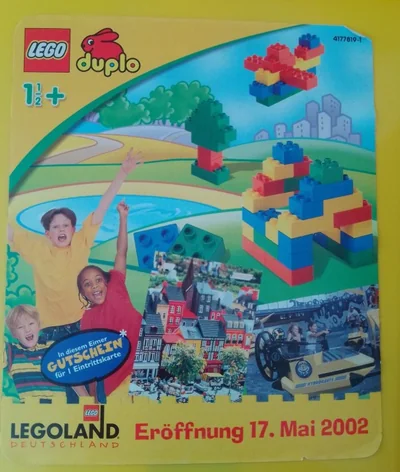 LEGO
duplo
4177819-1
1½+
In diesem Eimer
GUTSCHEIN*
für 1 Eintrittskarte
LEGO
LEGOLAND
DEUTSCHLAND
Eröffnung 17. Mai 2002